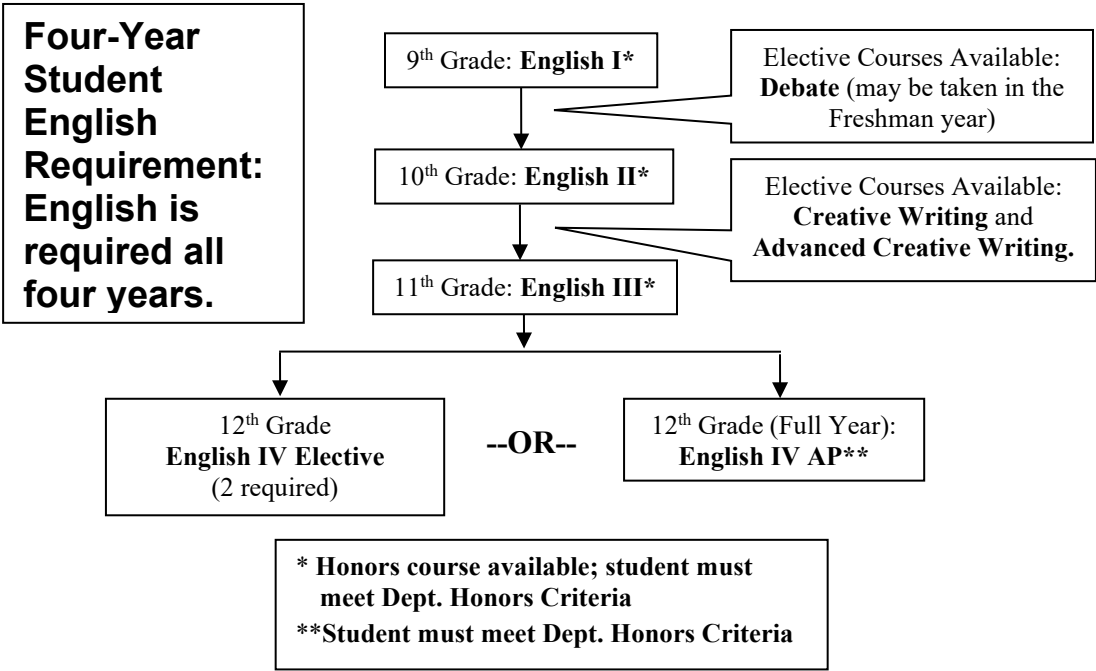 Four-Year
Student
English
Requirement:
English is
required all
four years.
9th Grade: English I*
Elective Courses Available:
Debate (may be taken in the
Freshman year)
10th Grade: English II*
Elective Courses Available:
Creative Writing and
Advanced Creative Writing.
11th Grade: English III*
12th Grade
English IV Elective
(2 required)
--OR--
12th Grade (Full Year):
English IV AP**
* Honors course available; student must
meet Dept. Honors Criteria
**Student must meet Dept. Honors Criteria